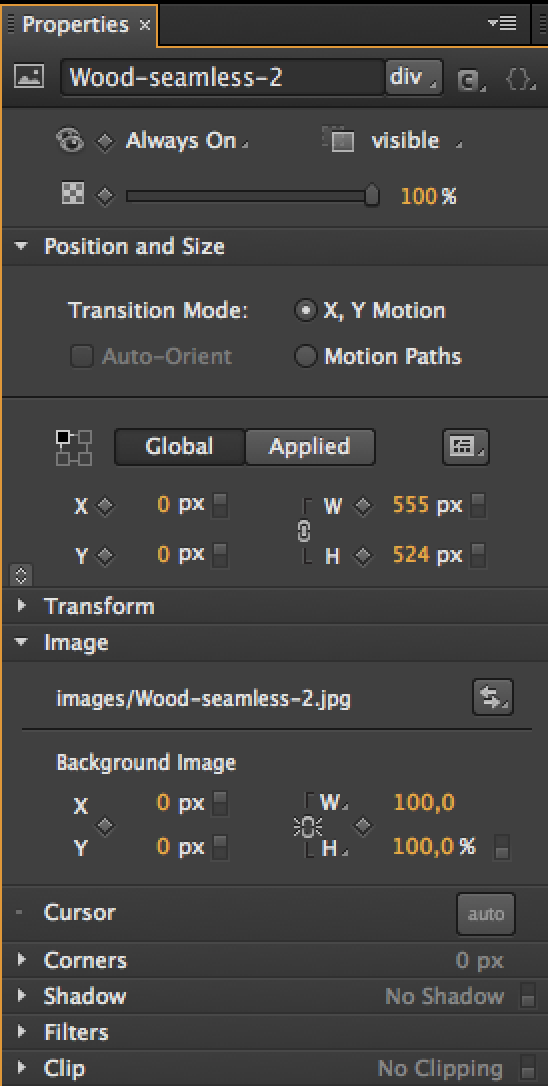 Properties ×
Wood-seamless-2 div C {}
Always On visible
100 %
Position and Size
Transition Mode: X, Y Motion
Auto-Orient Motion Paths
Global Applied
X 0 px W 555 px
Y 0 px H 524 px
Transform
Image
images/Wood-seamless-2.jpg
Background Image
X 0 px W 100,0
Y 0 px H 100,0 %
Cursor auto
Corners 0 px
Shadow No Shadow
Filters
Clip No Clipping